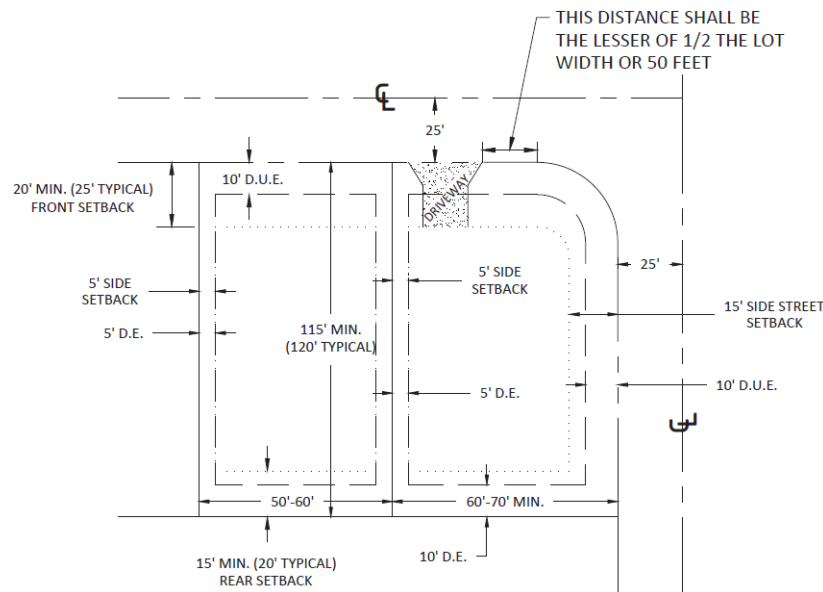 THIS DISTANCE SHALL BE
THE LESSER OF 1/2 THE LOT
WIDTH OR 50 FEET
℄
25'
20' MIN. (25' TYPICAL)
FRONT SETBACK
10' D.U.E.
DRIVEWAY
5' SIDE
SETBACK
5' SIDE
SETBACK
25'
15' SIDE STREET
SETBACK
5' D.E.
115' MIN.
(120' TYPICAL)
5' D.E.
10' D.U.E.
℄
50'-60'
60'-70' MIN.
15' MIN. (20' TYPICAL)
REAR SETBACK
10' D.E.